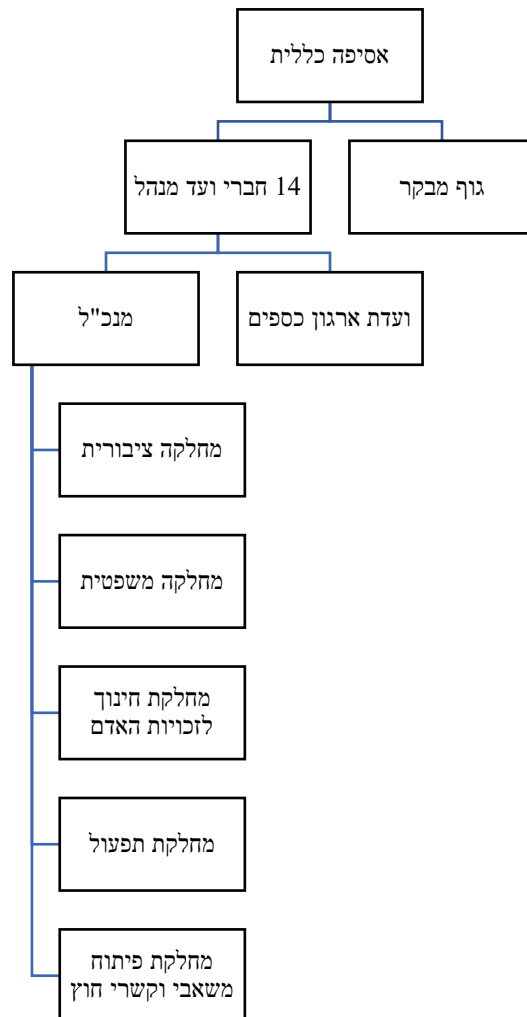 אסיפה כללית
14 חברי ועד מנהל
גוף מבקר
מנכ"ל
ועדת ארגון כספים
מחלקה ציבורית
מחלקה משפטית
מחלקת חינוך
לזכויות האדם
מחלקת תפעול
מחלקת פיתוח
משאבי וקשרי חוץ